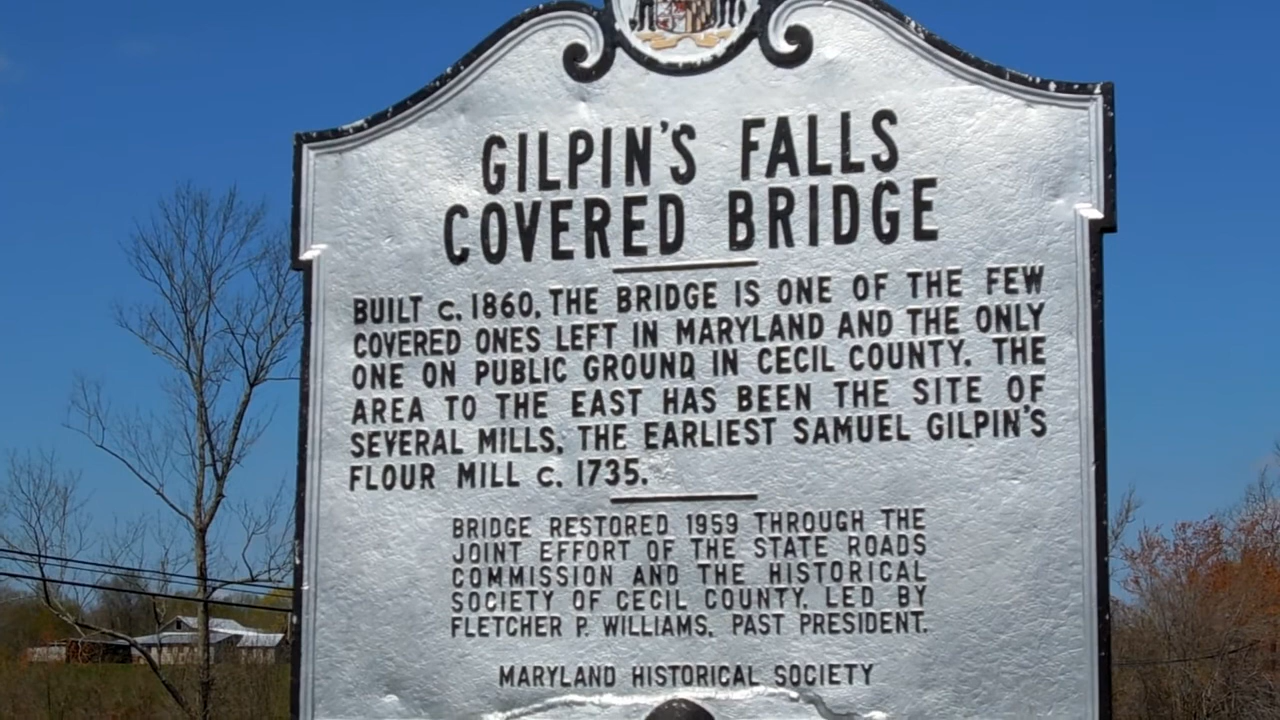 GILPIN'S FALLS
COVERED BRIDGE
BUILT c. 1860, THE BRIDGE IS ONE OF THE FEW
COVERED ONES LEFT IN MARYLAND AND THE ONLY
ONE ON PUBLIC GROUND IN CECIL COUNTY. THE
AREA TO THE EAST HAS BEEN THE SITE OF
SEVERAL MILLS, THE EARLIEST SAMUEL GILPIN'S
FLOUR MILL c. 1735.
BRIDGE RESTORED 1959 THROUGH THE
JOINT EFFORT OF THE STATE ROADS
COMMISSION AND THE HISTORICAL
SOCIETY OF CECIL COUNTY, LED BY
FLETCHER P. WILLIAMS, PAST PRESIDENT.
MARYLAND HISTORICAL SOCIETY